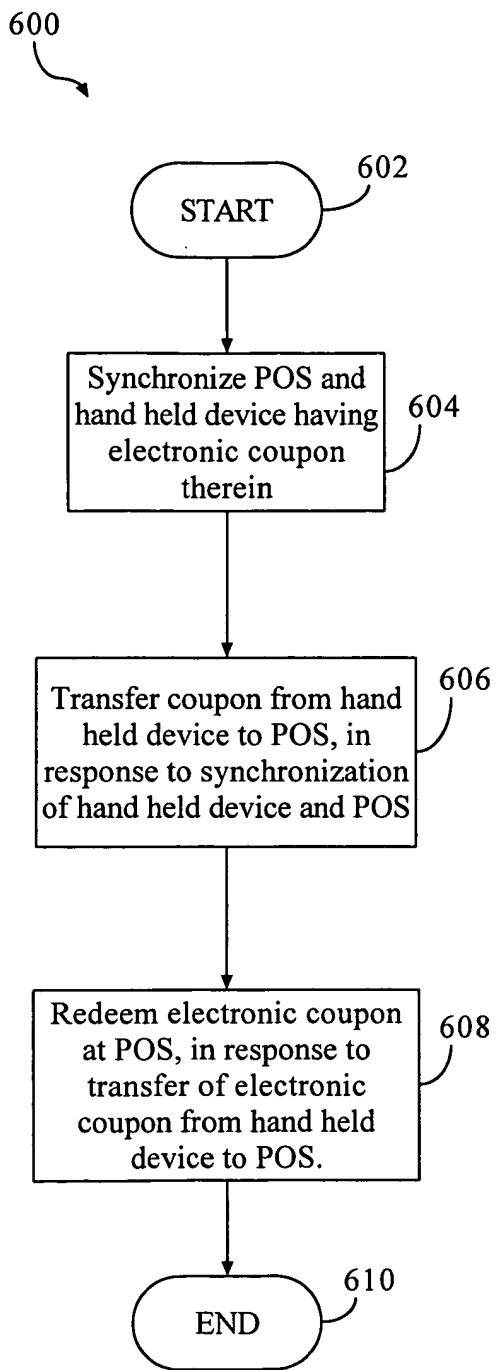 600
602
START
Synchronize POS and
hand held device having
electronic coupon
therein
604
606
Transfer coupon from hand
held device to POS, in
response to synchronization
of hand held device and POS
Redeem electronic coupon
at POS, in response to
transfer of electronic
coupon from hand held
device to POS.
608
610
END